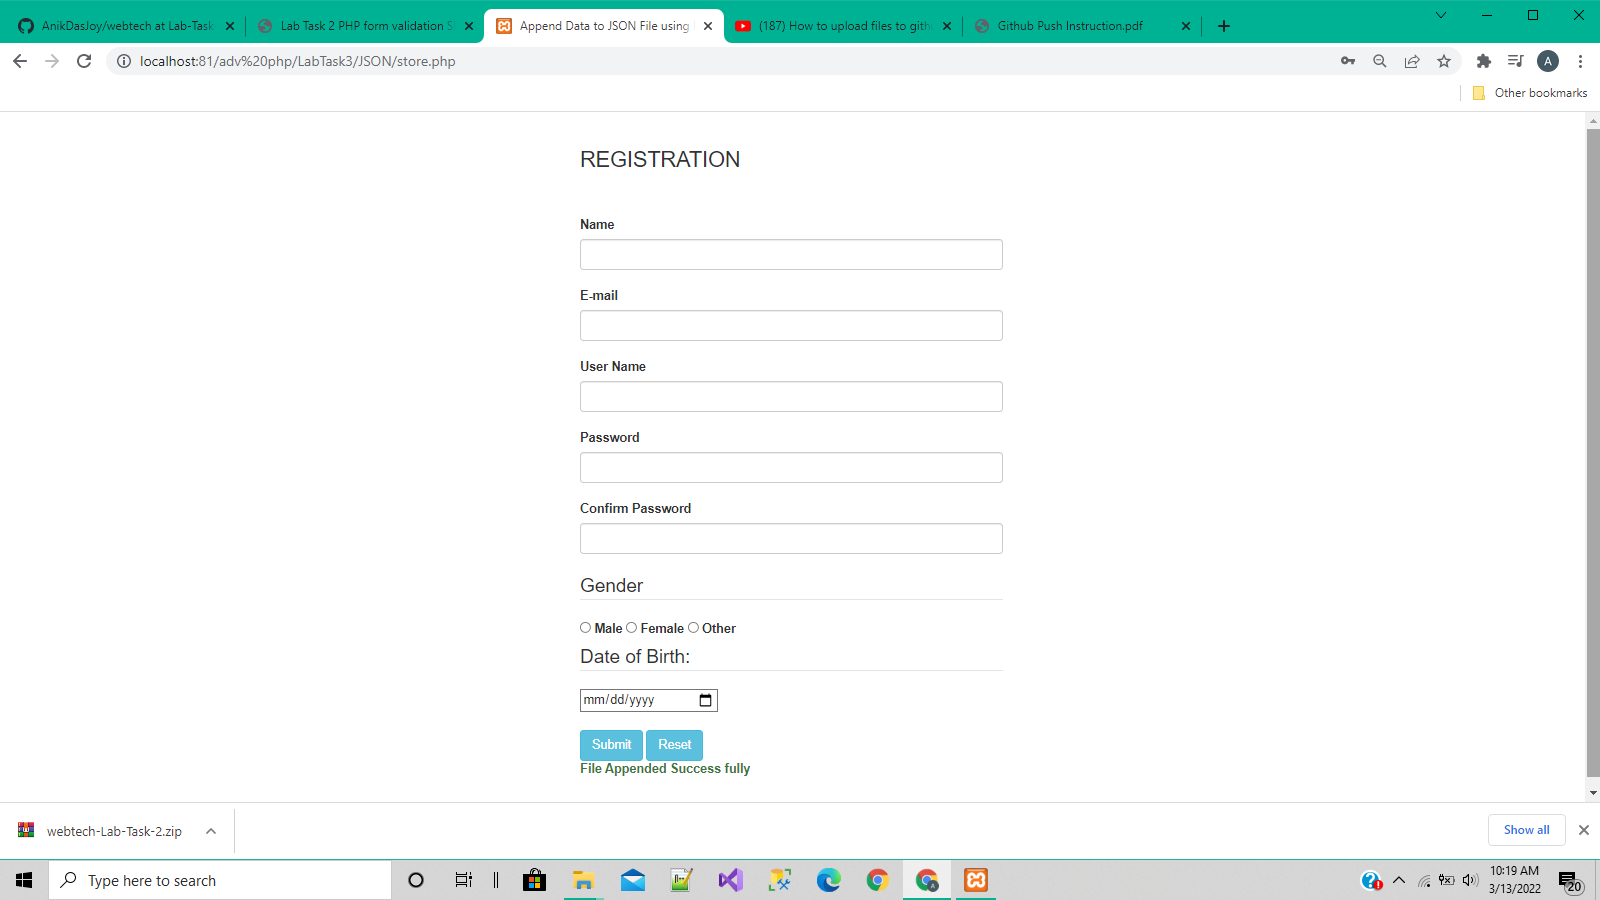 AnikDasJoy/webtech at Lab-Task
Lab Task 2 PHP form validation
Append Data to JSON File using
(187) How to upload files to gith
Github Push Instruction.pdf
localhost:81/adv%20php/LabTask3/JSON/store.php
A
Other bookmarks
REGISTRATION
Name
E-mail
User Name
Password
Confirm Password
Gender
Male Female Other
Date of Birth:
mm/dd/yyyy
Submit Reset
File Appended Success fully
webtech-Lab-Task-2.zip
Show all
Type here to search
10:19 AM
3/13/2022
20